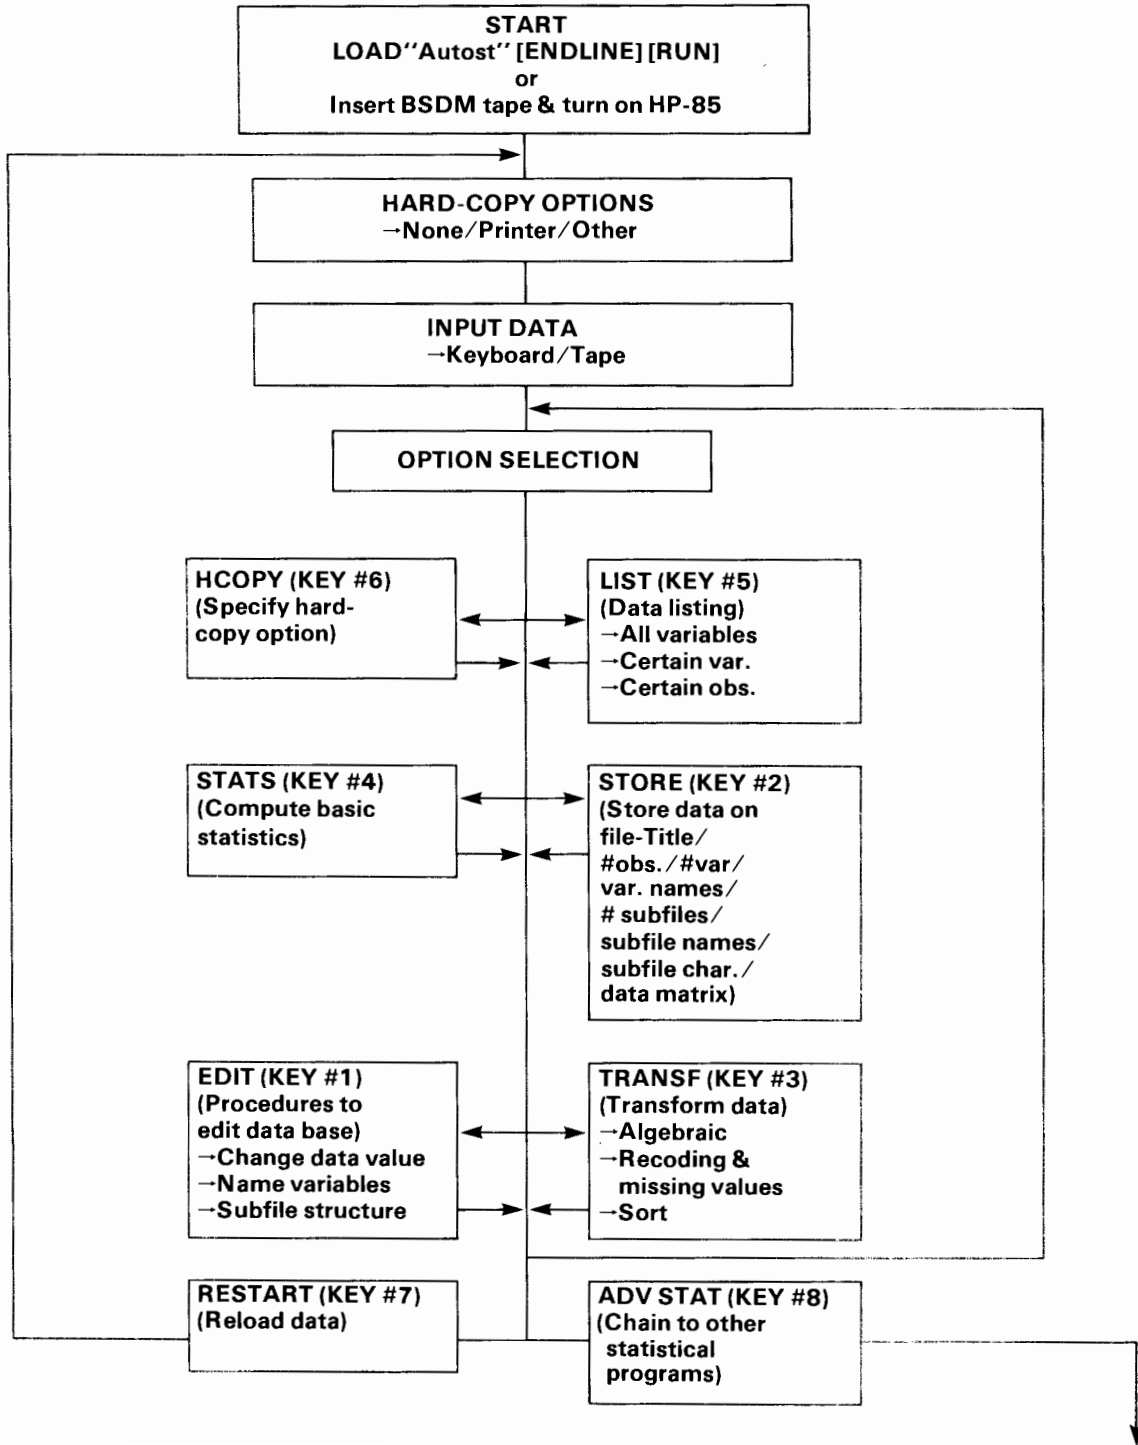 START
LOAD“Autost” [ENDLINE] [RUN]
or
Insert BSDM tape & turn on HP-85
HARD-COPY OPTIONS
→None/Printer/Other
INPUT DATA
→Keyboard/Tape
OPTION SELECTION
HCOPY (KEY #6)
(Specify hard-
copy option)
LIST (KEY #5)
(Data listing)
→All variables
→Certain var.
→Certain obs.
STATS (KEY #4)
(Compute basic
statistics)
STORE (KEY #2)
(Store data on
file-Title/
#obs./#var/
var. names/
# subfiles/
subfile names/
subfile char./
data matrix)
EDIT (KEY #1)
(Procedures to
edit data base)
→Change data value
→Name variables
→Subfile structure
TRANSF (KEY #3)
(Transform data)
→Algebraic
→Recoding &
missing values
→Sort
RESTART (KEY #7)
(Reload data)
ADV STAT (KEY #8)
(Chain to other
statistical
programs)